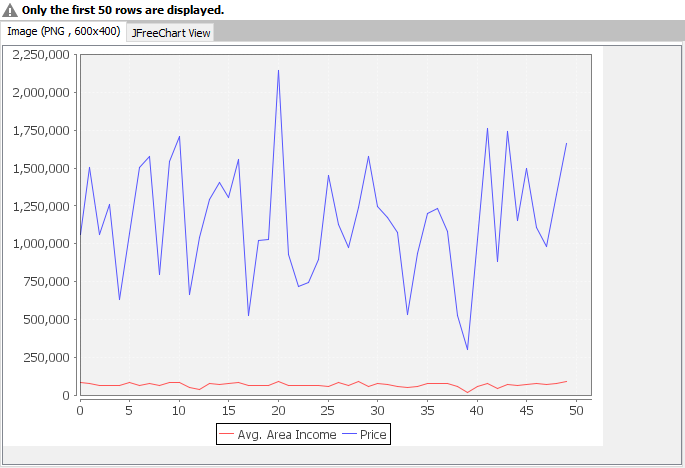 Only the first 50 rows are displayed.
Image (PNG , 600x400) JFreeChart View
2,250,000
2,000,000
1,750,000
1,500,000
1,250,000
1,000,000
750,000
500,000
250,000
0
0 5 10 15 20 25 30 35 40 45 50
Avg. Area Income Price